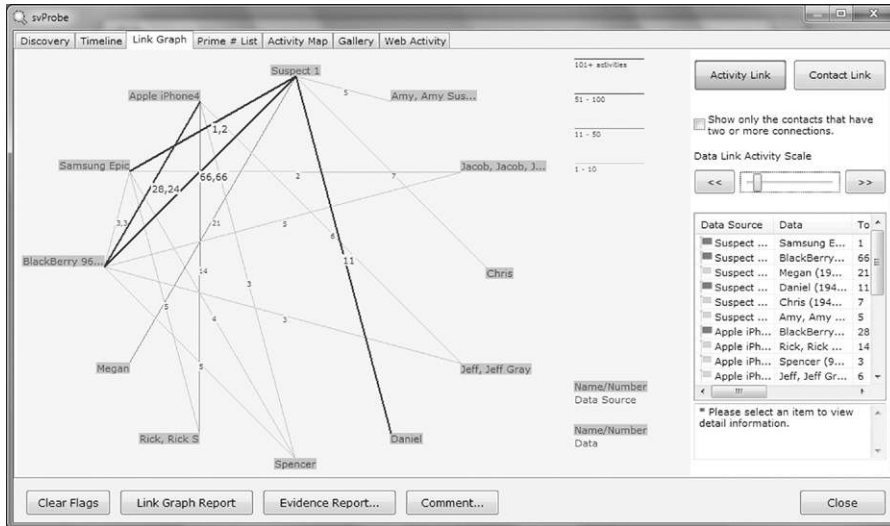 svProbe
Discovery Timeline Link Graph Prime # List Activity Map Gallery Web Activity
Suspect 1
101+ activities
Activity Link Contact Link
Apple iPhone4
5
Amy, Amy Sus...
51 - 100
1,2
11 - 50
Show only the contacts that have
two or more connections.
Samsung Epic
66,66
2
7
Jacob, Jacob, J...
1 - 10
Data Link Activity Scale
28,24
<< >>
3,3
21
5
6
11
BlackBerry 96...
14
Chris
3
5
4
3
Megan
5
Jeff, Jeff Gray
Name/Number
Data Source
Rick, Rick S
Daniel
Name/Number
Data
Spencer
Data Source Data To
Suspect ... Samsung E... 1
Suspect ... BlackBerry... 66
Suspect ... Megan (19... 21
Suspect ... Daniel (194... 11
Suspect ... Chris (194... 7
Suspect ... Amy, Amy ... 5
Apple iPh... BlackBerry... 28
Apple iPh... Rick, Rick ... 14
Apple iPh... Spencer (9... 3
Apple iPh... Jeff, Jeff Gr... 6
* Please select an item to view
detail information.
Clear Flags Link Graph Report Evidence Report... Comment... Close